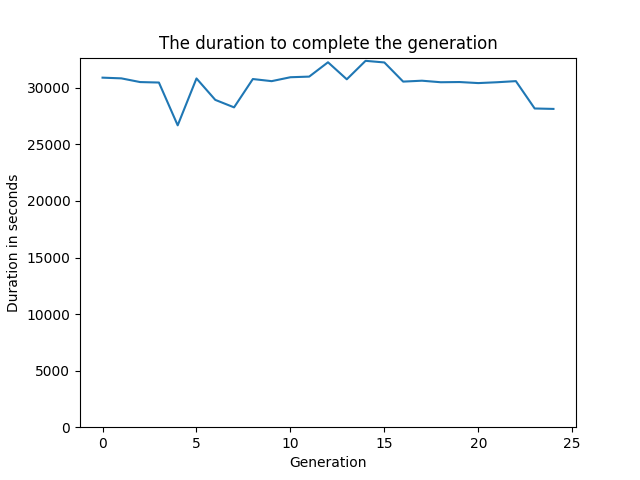 The duration to complete the generation
30000
25000
20000
15000
10000
5000
0
Duration in seconds
0 5 10 15 20 25
Generation